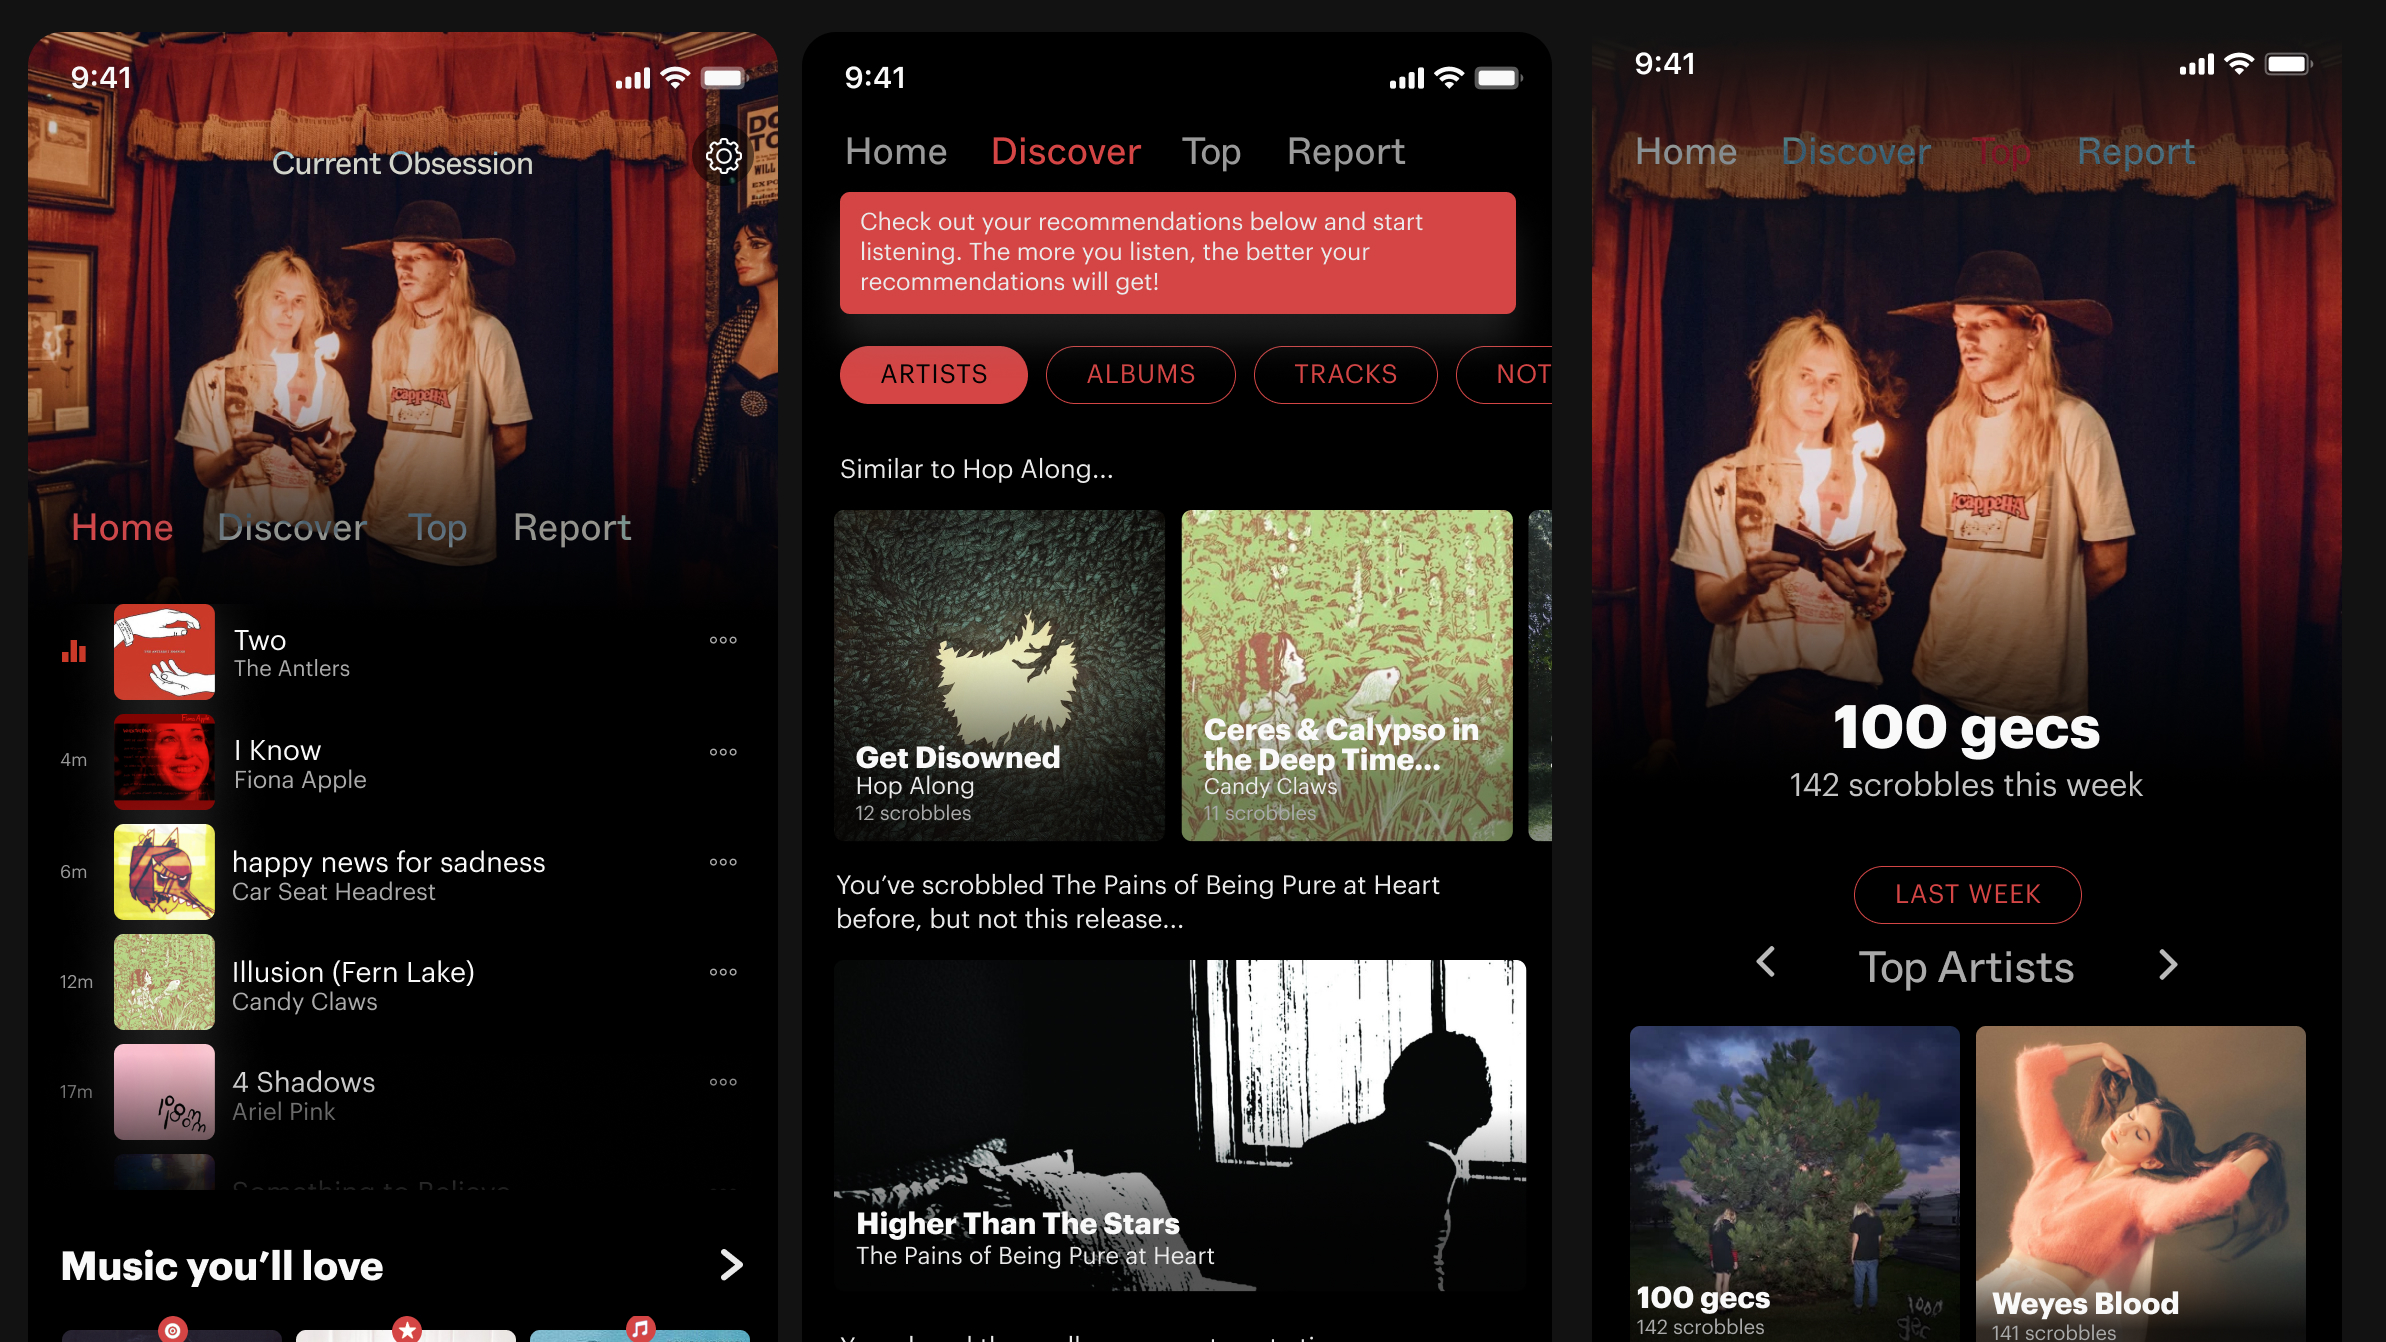 9:41
Current Obsession
Home Discover Top Report
Two
The Antlers
4m
I Know
Fiona Apple
6m
happy news for sadness
Car Seat Headrest
12m
Illusion (Fern Lake)
Candy Claws
17m
4 Shadows
Ariel Pink
Music you’ll love
9:41
Home Discover Top Report
Check out your recommendations below and start
listening. The more you listen, the better your
recommendations will get!
ARTISTS ALBUMS TRACKS NOT
Similar to Hop Along...
Get Disowned
Hop Along
12 scrobbles
Ceres & Calypso in
the Deep Time...
Candy Claws
11 scrobbles
You’ve scrobbled The Pains of Being Pure at Heart
before, but not this release...
Higher Than The Stars
The Pains of Being Pure at Heart
9:41
Home Discover Top Report
100 gecs
142 scrobbles this week
LAST WEEK
Top Artists
100 gecs
142 scrobbles
Weyes Blood
141 scrobbles